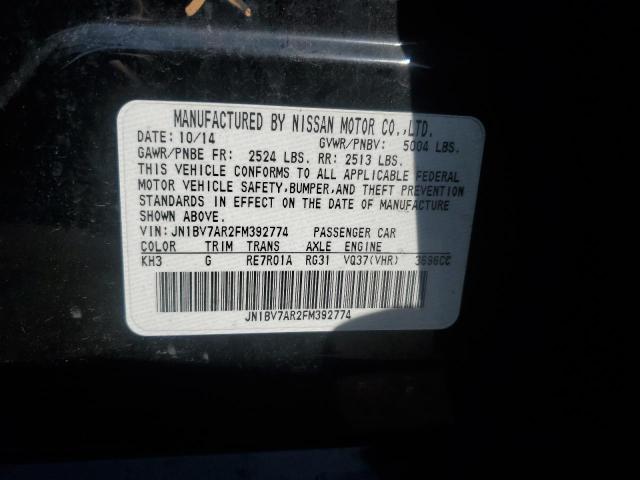 MANUFACTURED BY NISSAN MOTOR CO.,LTD.
DATE: 10/14 GVWR/PNBV: 5004 LBS.
GAWR/PNBE FR: 2524 LBS. RR: 2513 LBS.
THIS VEHICLE CONFORMS TO ALL APPLICABLE FEDERAL
MOTOR VEHICLE SAFETY,BUMPER,AND THEFT PREVENTION
STANDARDS IN EFFECT ON THE DATE OF MANUFACTURE
SHOWN ABOVE.
VIN: JN1BV7AR2FM392774 PASSENGER CAR
COLOR TRIM TRANS AXLE ENGINE
KH3 G RE7R01A RG31 VQ37(VHR) 3696CC
JN1BV7AR2FM392774